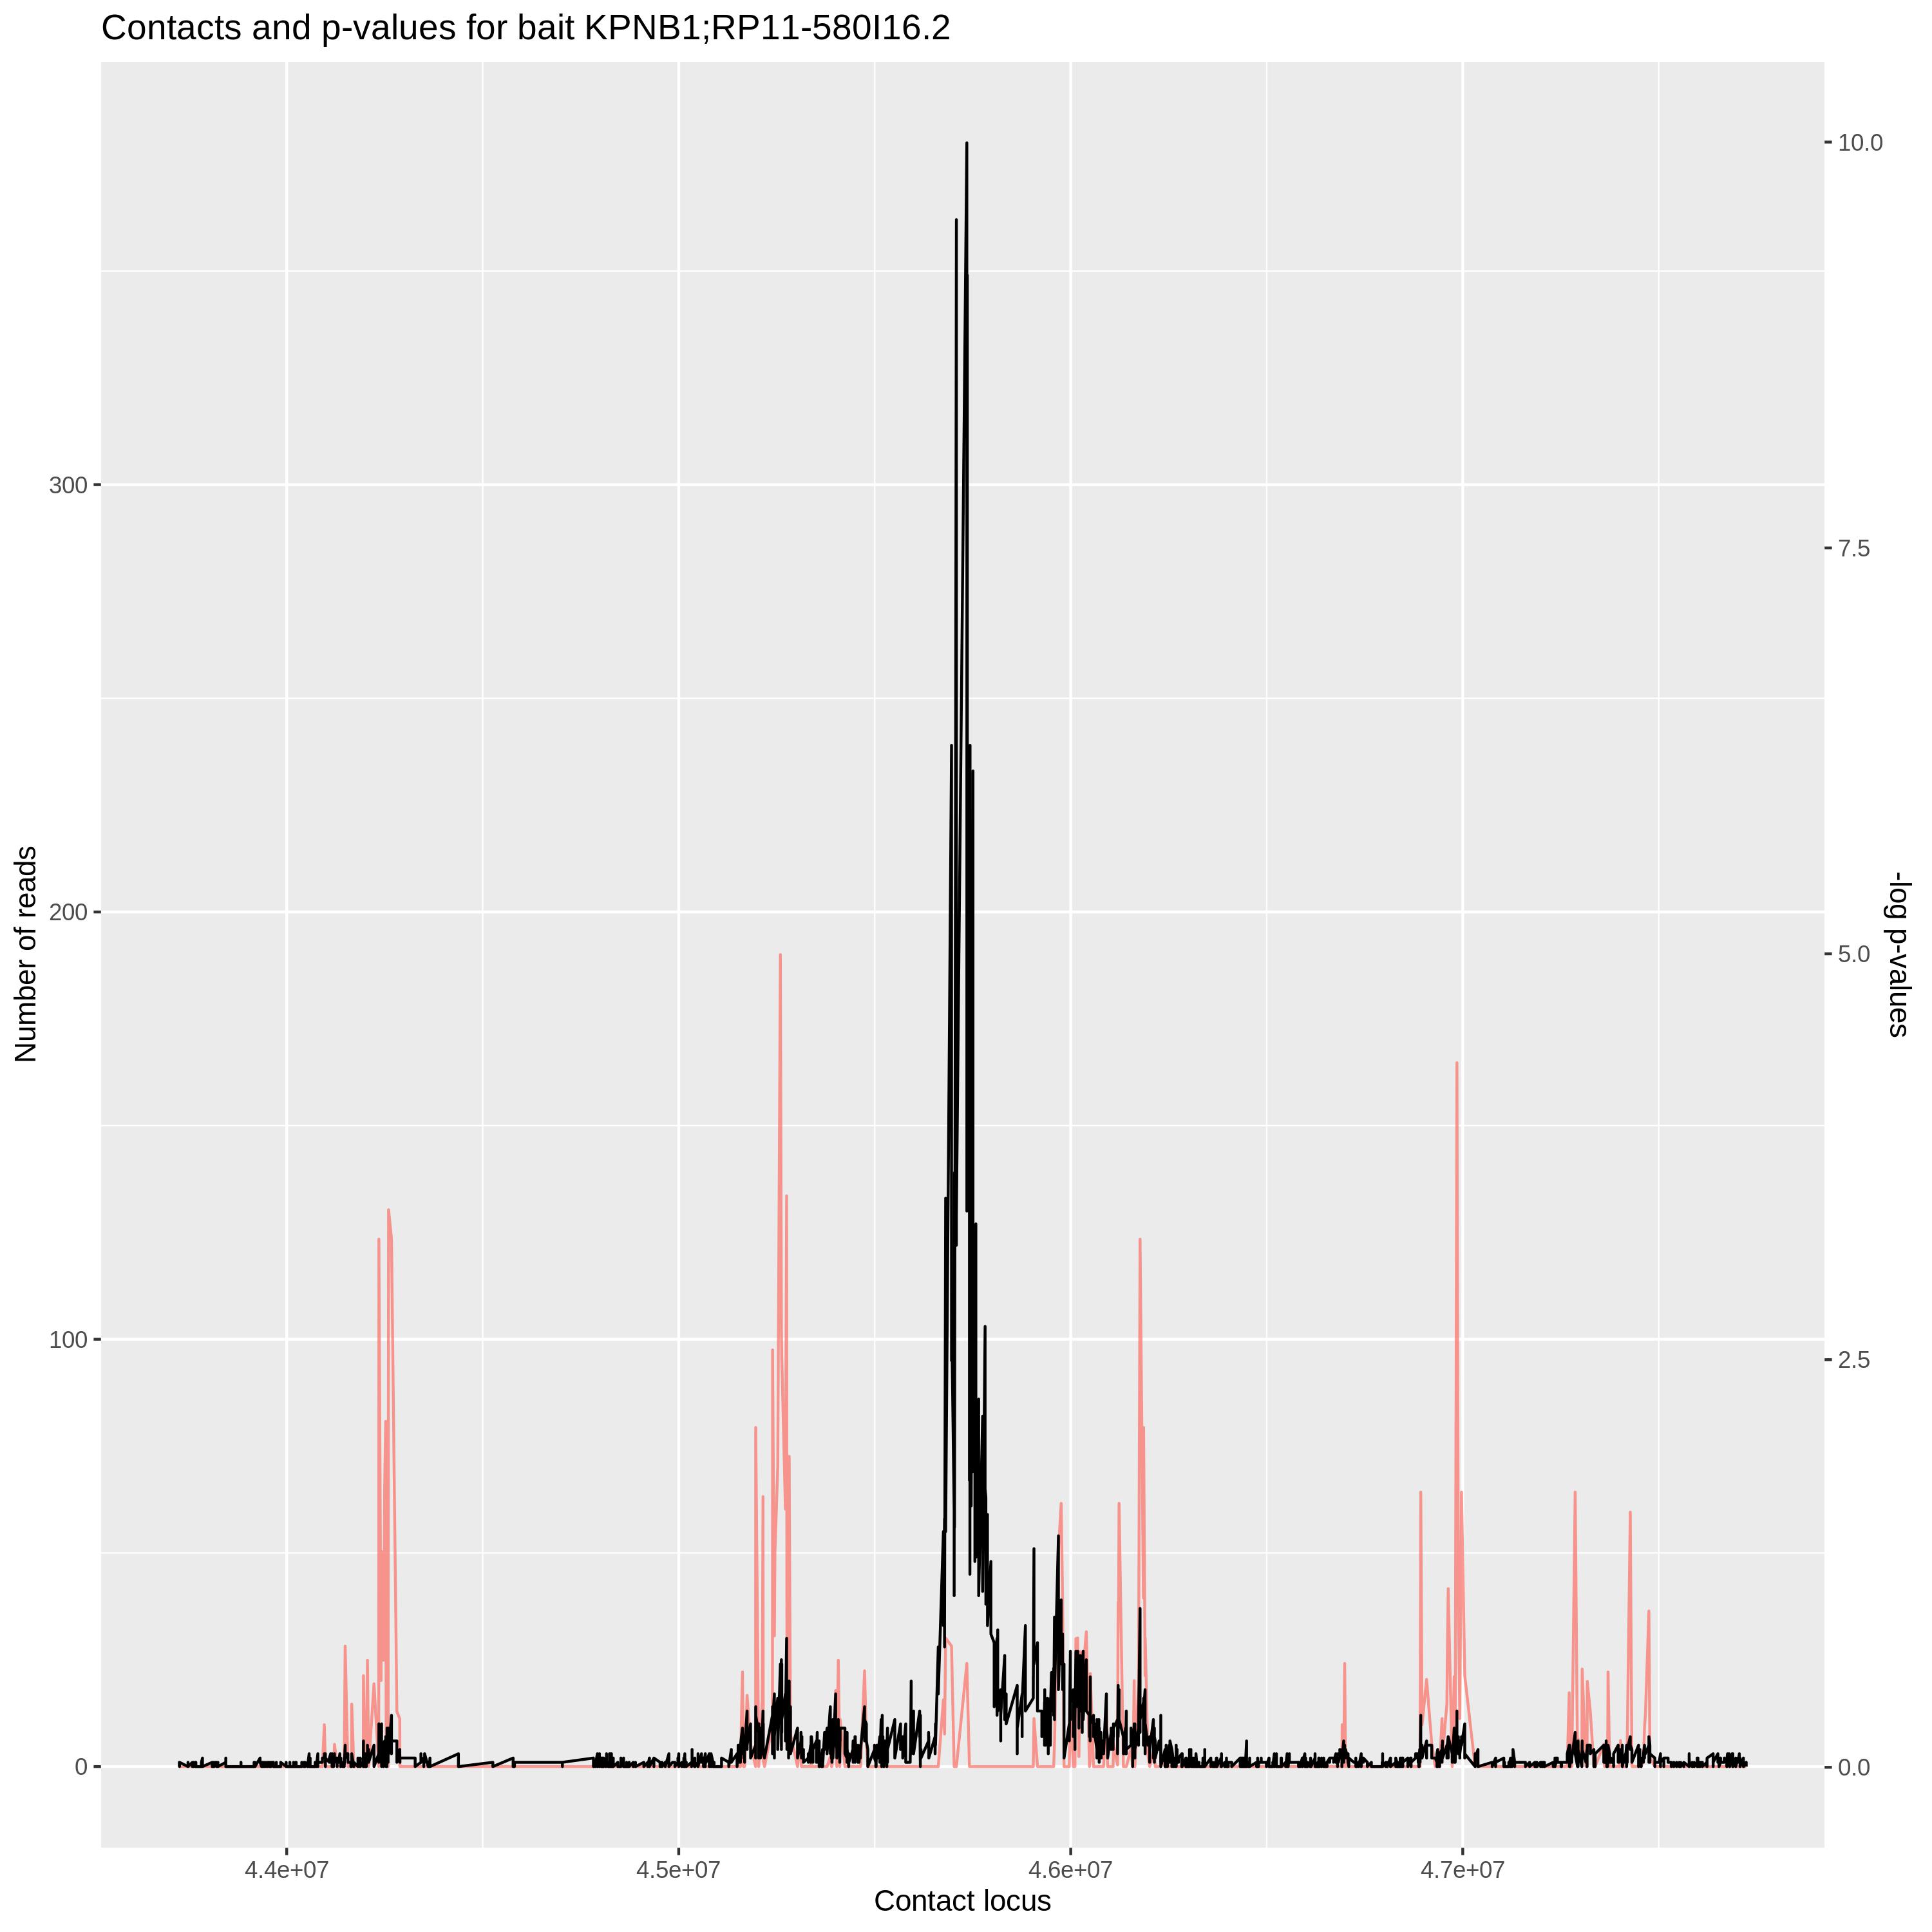 Contacts and p-values for bait KPNB1;RP11-580I16.2
10.0
7.5
5.0
2.5
0.0
300
200
100
0
Number of reads
-log p-values
4.4e+07
4.5e+07
4.6e+07
4.7e+07
Contact locus